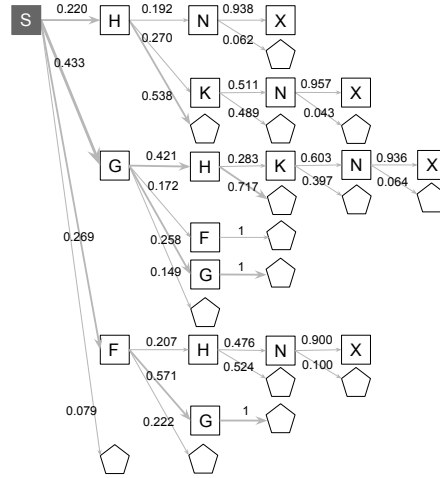 S 0.220 H 0.192 N 0.938 X
0.270 0.062
0.433 0.538 K 0.511 N 0.957 X
0.489 0.043
G 0.421 H 0.283 K 0.603 N 0.936 X
0.172 0.717 0.397 0.064
0.269 0.258 F 1
0.149 G 1
F 0.207 H 0.476 N 0.900 X
0.571 0.524 0.100
0.079 0.222 G 1